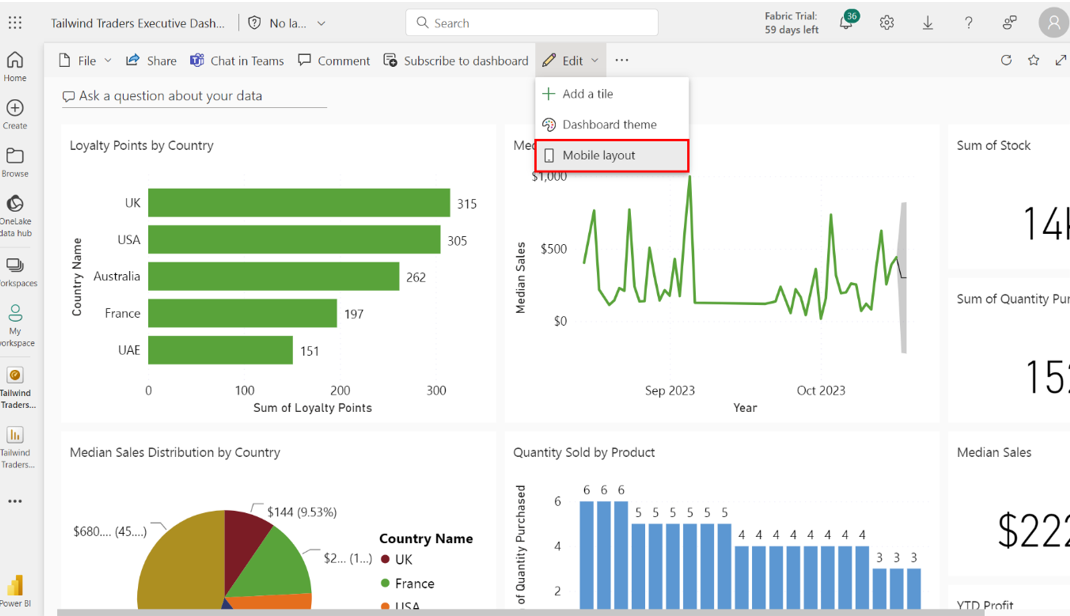 Tailwind Traders Executive Dash...
No la...
Search
Fabric Trial:
59 days left
36
A
File
Share
Chat in Teams
Comment
Subscribe to dashboard
Edit
Add a tile
Dashboard theme
Mobile layout
Home
Create
Browse
OneLake
data hub
orkspaces
My
workspace
Tailwind
Traders...
Tailwind
Traders...
Power BI
Ask a question about your data
Loyalty Points by Country
Country Name
UK
315
USA
305
Australia
262
France
197
UAE
151
0
100
200
300
Sum of Loyalty Points
Med
$1,000
$500
$0
Median Sales
Sep 2023
Oct 2023
Year
Sum of Stock
14k
Sum of Quantity Pur
152
Median Sales Distribution by Country
$144 (9.53%)
$680.... (45....)
$2... (1...)
Country Name
UK
France
USA
Quantity Sold by Product
of Quantity Purchased
6
4
2
6 6 6 5 5 5 5 5 5 4 4 4 4 4 4 4 4 3 3 3
Median Sales
$222
YTD Profit